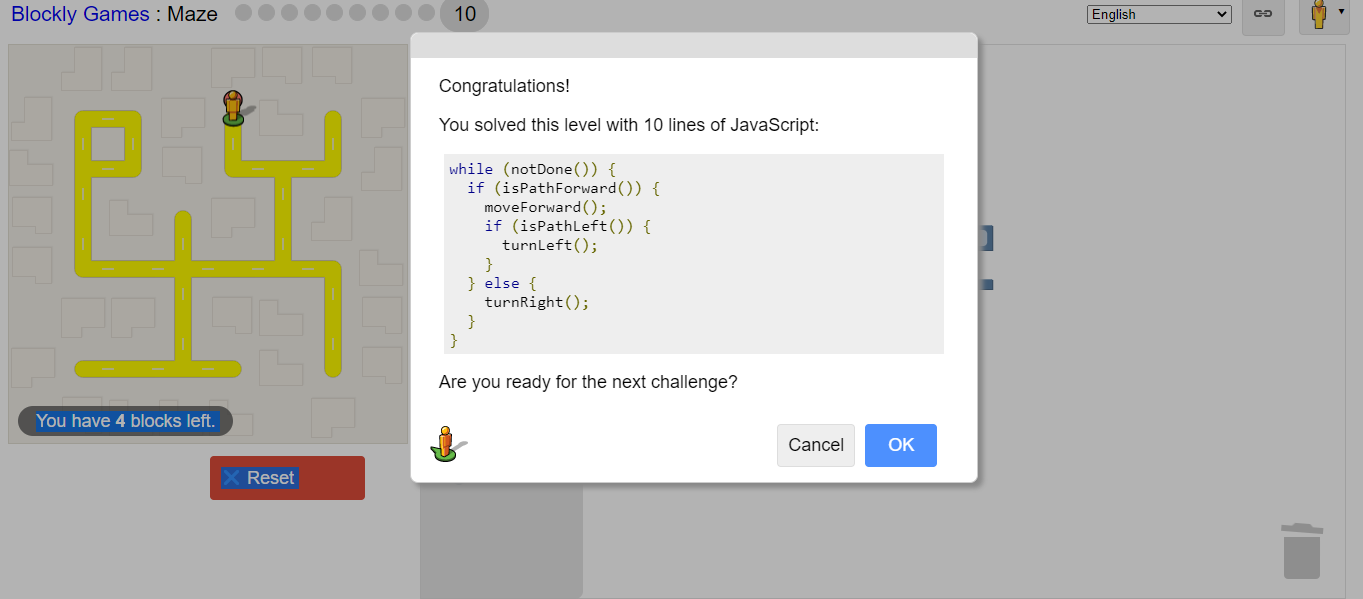 Blockly Games : Maze 10 English
Congratulations!
You solved this level with 10 lines of JavaScript:
while (notDone()) {
  if (isPathForward()) {
    moveForward();
    if (isPathLeft()) {
      turnLeft();
    }
  } else {
    turnRight();
  }
}
Are you ready for the next challenge?
You have 4 blocks left.
Cancel OK
Reset